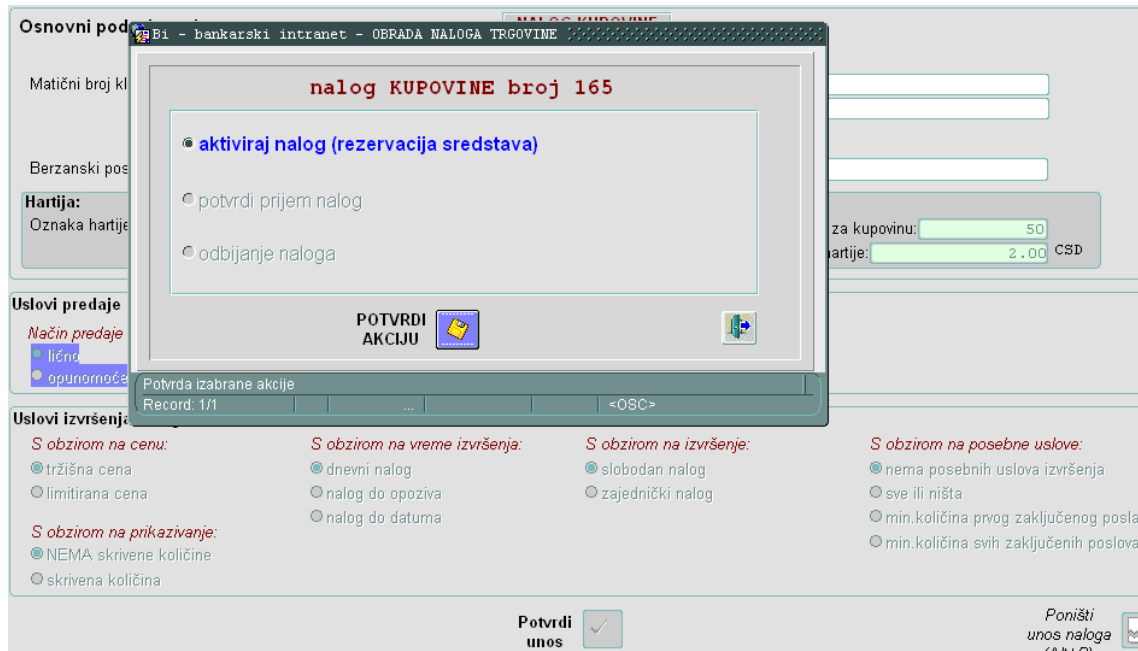 Osnovni pod
NALOG KUPOVINE
Bi - bankarski intranet - OBRADA NALOGA TRGOVINE
nalog KUPOVINE broj 165
Matični broj kl
aktiviraj nalog (rezervacija sredstava)
Berzanski pos
potvrdi prijem nalog
Hartija:
Oznaka hartije
za kupovinu: 50
artije: 2.00 CSD
odbijanje naloga
Uslovi predaje
Način predaje
lično
opunomoće
POTVRDI
AKCIJU
Potvrda izabrane akcije
Record: 1/1 ... <OSC>
Uslovi izvršenja
S obzirom na cenu:
tržišna cena
limitirana cena
S obzirom na prikazivanje:
NEMA skrivene količine
skrivena količina
S obzirom na vreme izvršenja:
dnevni nalog
nalog do opoziva
nalog do datuma
S obzirom na izvršenje:
slobodan nalog
zajednički nalog
S obzirom na posebne uslove:
nema posebnih uslova izvršenja
sve ili ništa
min.količina prvog zaključenog posla
min.količina svih zaključenih poslova
Potvrdi
unos
Poništi
unos naloga